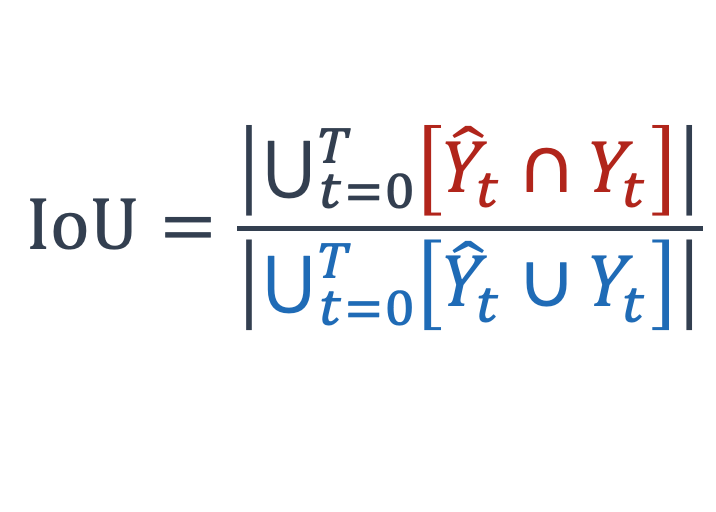 IoU = |⋃_{t=0}^{T} [Ŷ_t ∩ Y_t]| / |⋃_{t=0}^{T} [Ŷ_t ∪ Y_t]|